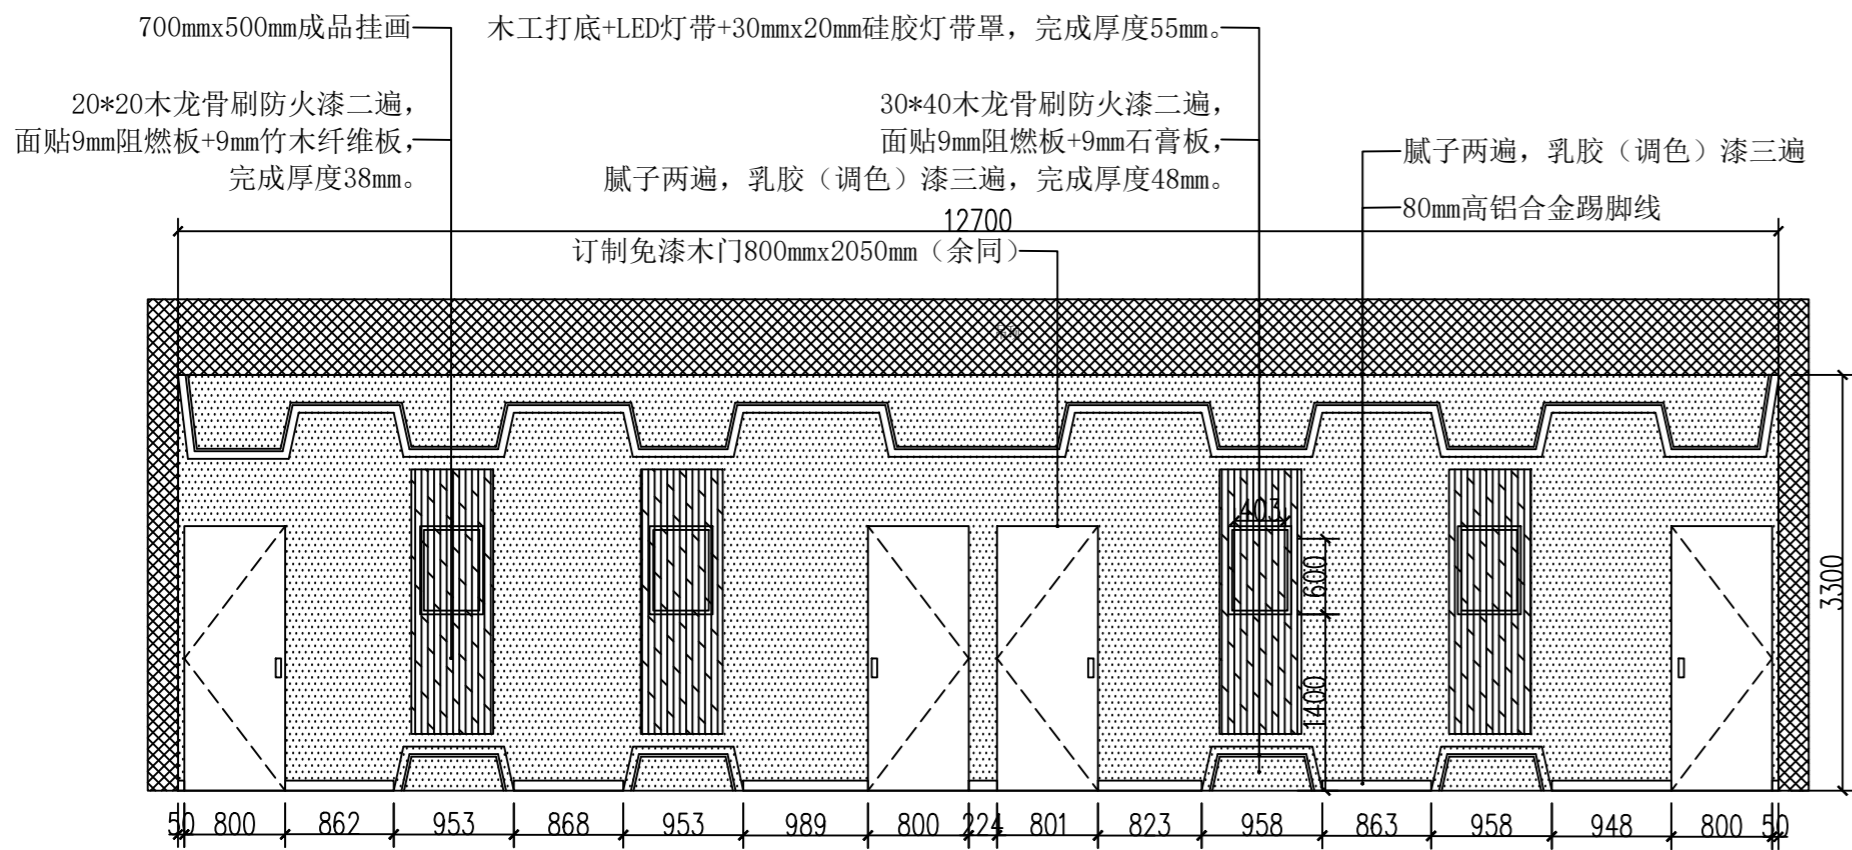 700mmx500mm成品挂画
木工打底+LED灯带+30mmx20mm硅胶灯带罩，完成厚度55mm。
20*20木龙骨刷防火漆二遍，
面贴9mm阻燃板+9mm竹木纤维板，
完成厚度38mm。
30*40木龙骨刷防火漆二遍，
面贴9mm阻燃板+9mm石膏板，
腻子两遍，乳胶（调色）漆三遍，完成厚度48mm。
腻子两遍，乳胶（调色）漆三遍
80mm高铝合金踢脚线
12700
订制免漆木门800mmx2050mm（余同）
403
600
1400
3300
50 800 862 953 868 953 989 800 224 801 823 958 863 958 948 800 50